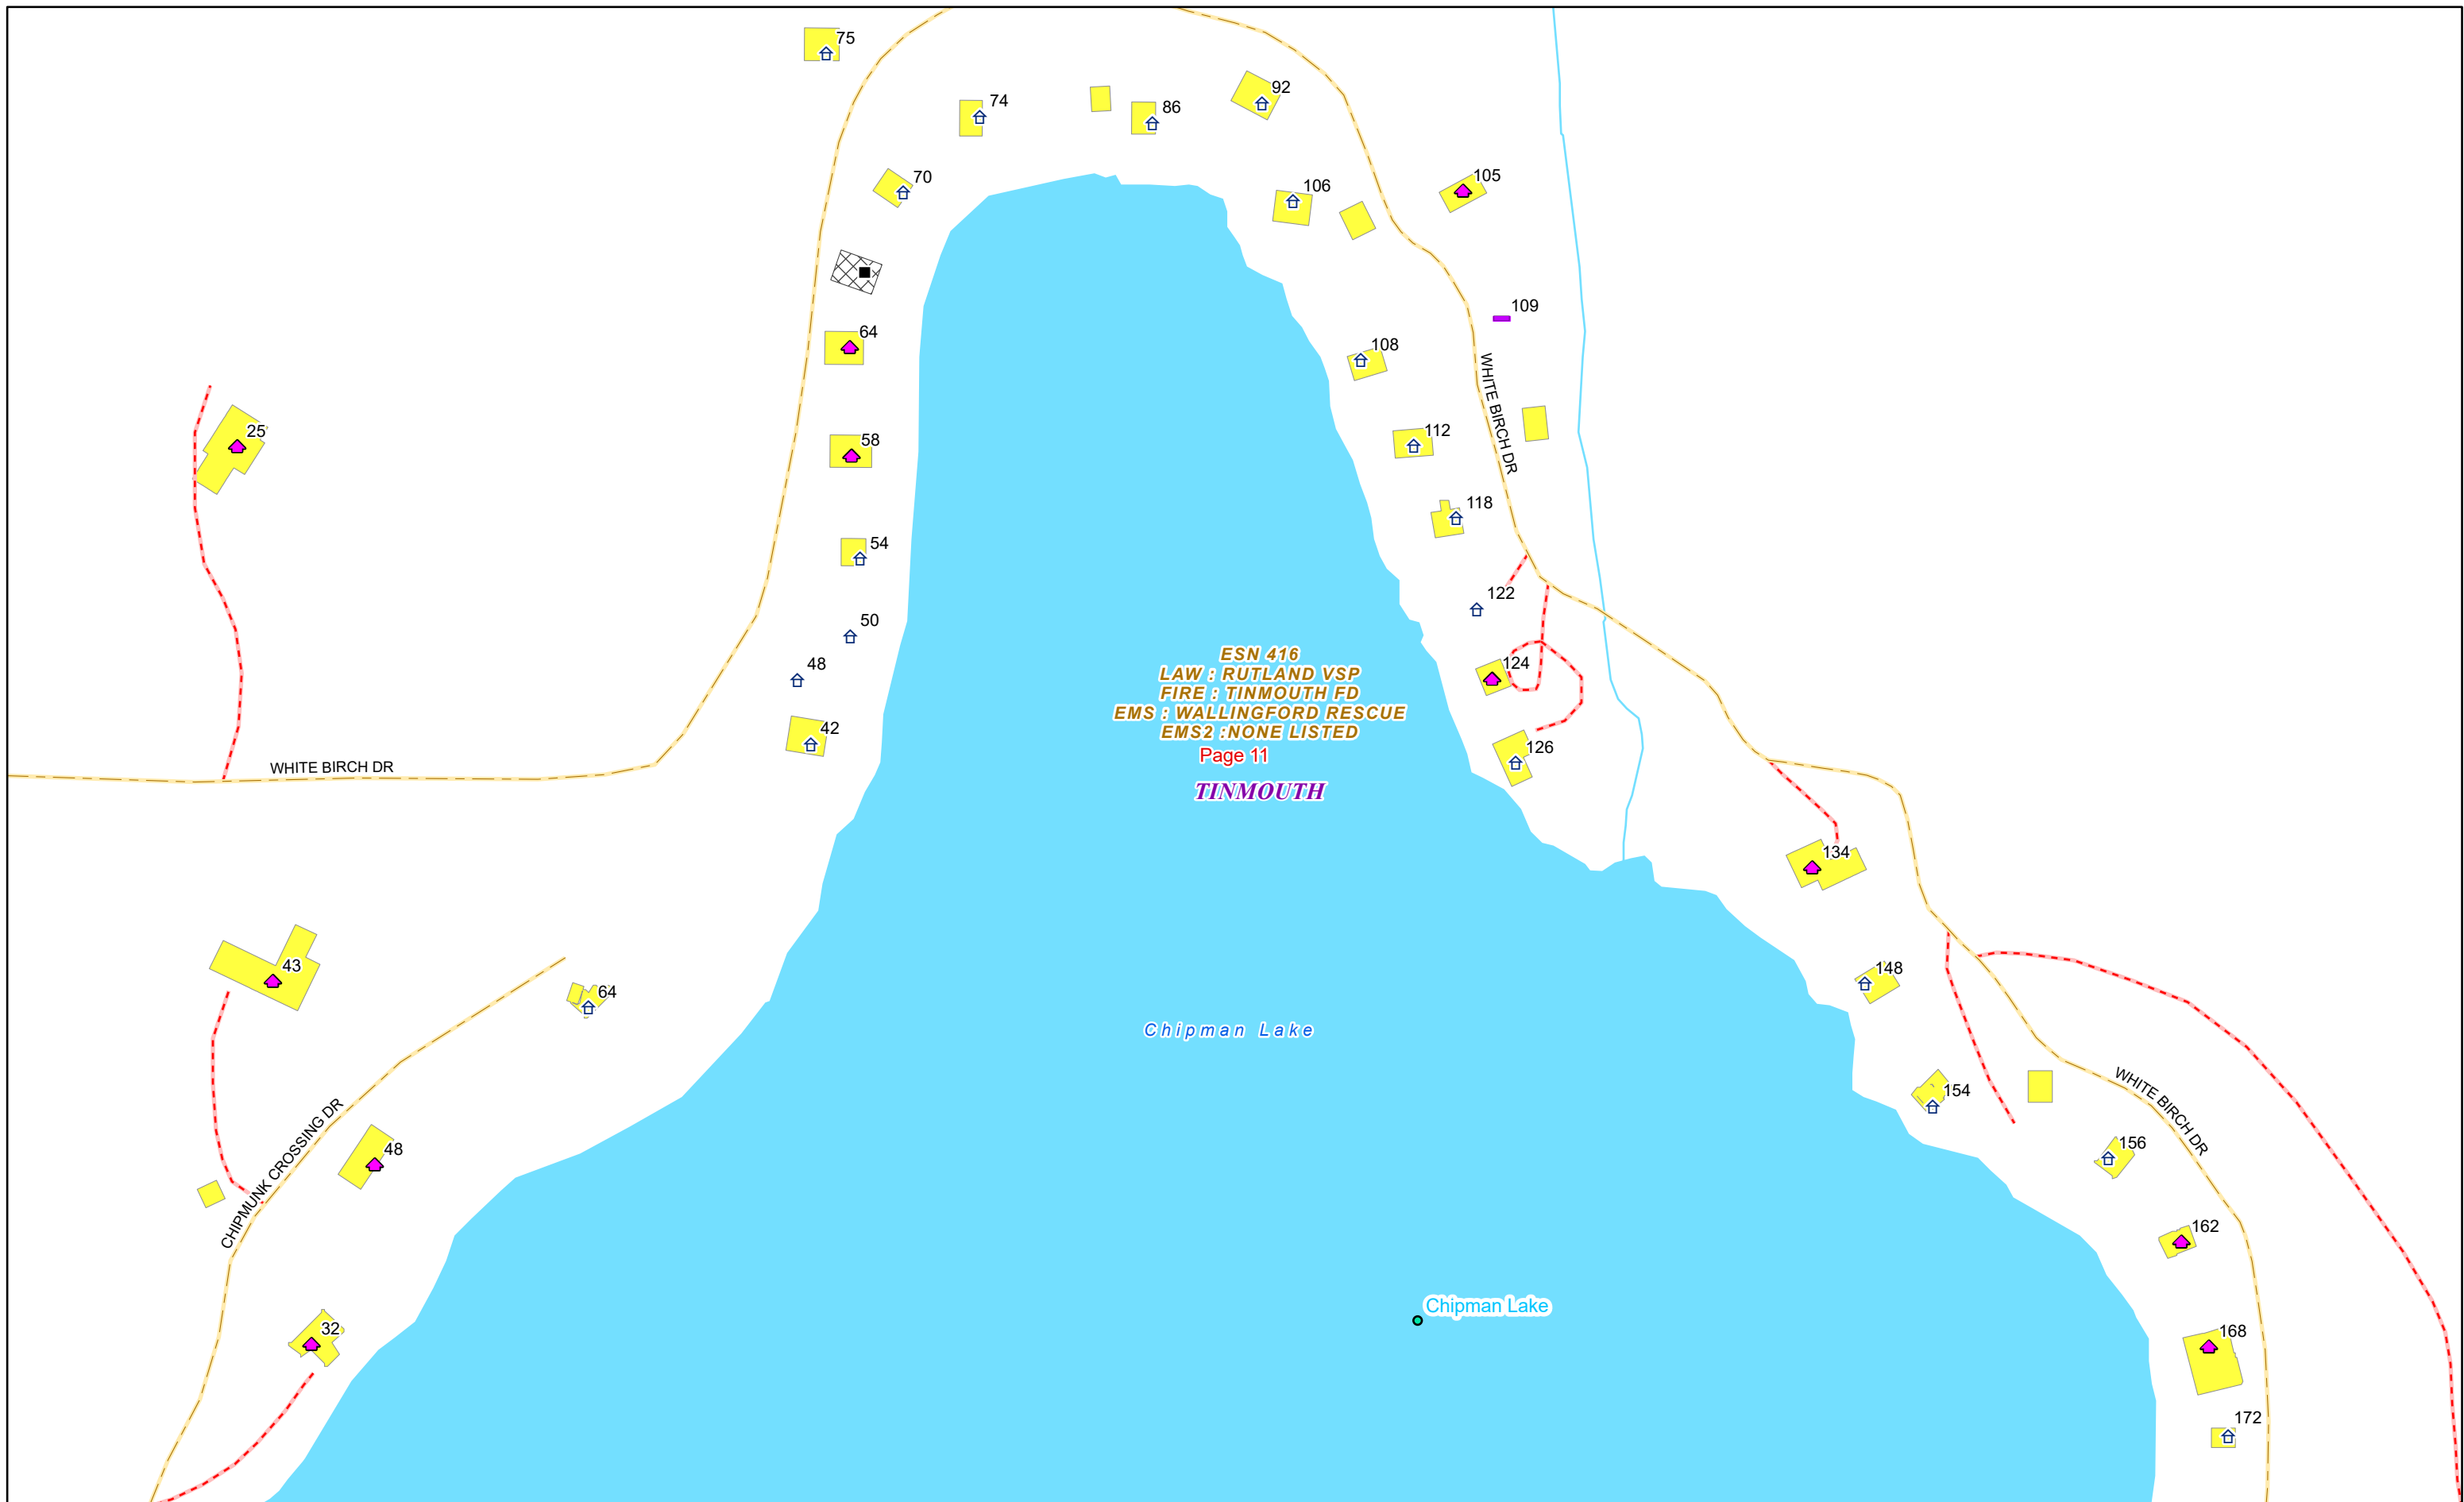 75
74
86
92
70
106
105
64
109
108
WHITE BIRCH DR
25
58
112
118
54
50
122
48
124
42
126
ESN 416
LAW : RUTLAND VSP
FIRE : TINMOUTH FD
EMS : WALLINGFORD RESCUE
EMS2 :NONE LISTED
Page 11
TINMOUTH
WHITE BIRCH DR
134
43
64
148
Chipman Lake
154
WHITE BIRCH DR
156
CHIPMUNK CROSSING DR
48
162
Chipman Lake
32
168
172